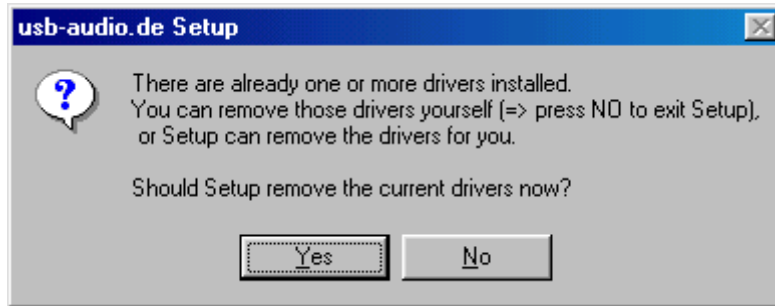 usb-audio.de Setup
?
There are already one or more drivers installed.
You can remove those drivers yourself (=> press NO to exit Setup),
or Setup can remove the drivers for you.
Should Setup remove the current drivers now?
Yes
No